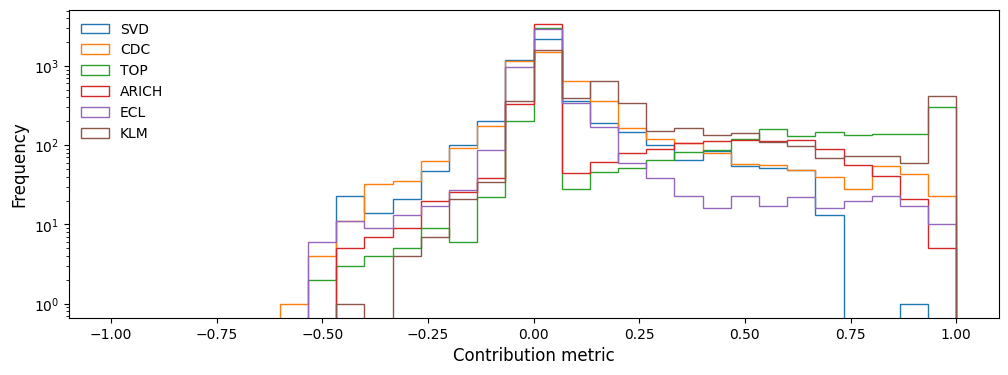 SVD
CDC
TOP
ARICH
ECL
KLM
Frequency
10³
10²
10¹
10⁰
−1.00 −0.75 −0.50 −0.25 0.00 0.25 0.50 0.75 1.00
Contribution metric